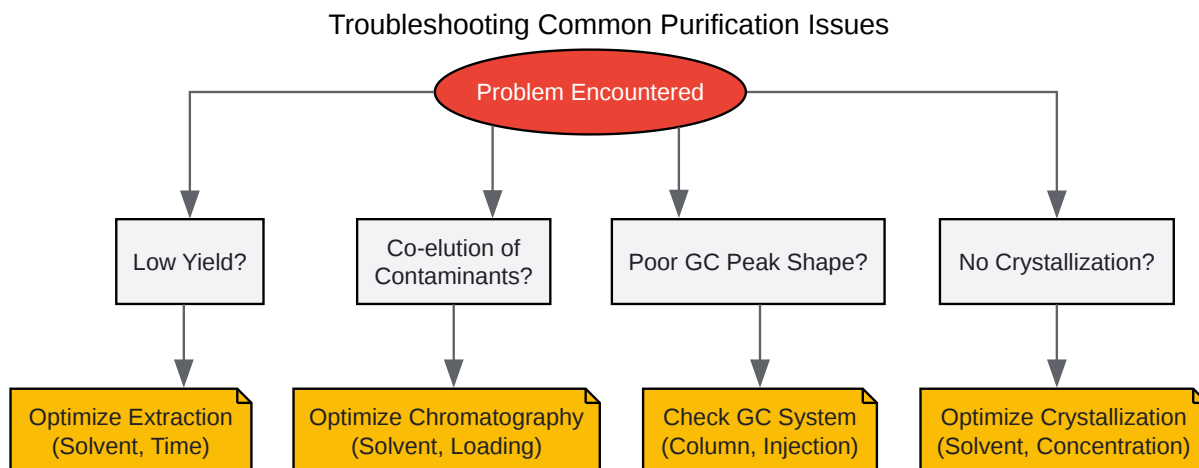 Troubleshooting Common Purification Issues
Problem Encountered
Low Yield?
Co-elution of
Contaminants?
Poor GC Peak Shape?
No Crystallization?
Optimize Extraction
(Solvent, Time)
Optimize Chromatography
(Solvent, Loading)
Check GC System
(Column, Injection)
Optimize Crystallization
(Solvent, Concentration)